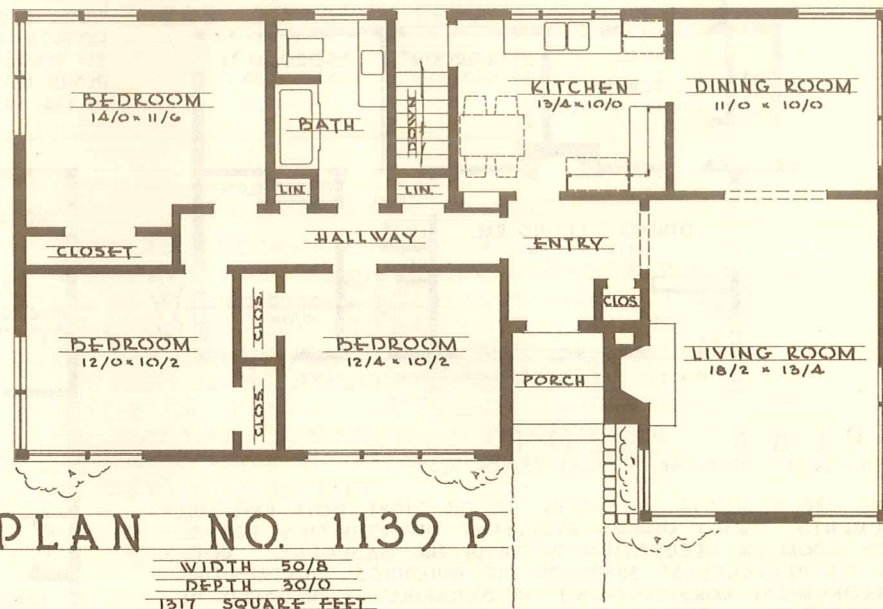 BEDROOM
14/0 x 11/6
BATH
DOWN
KITCHEN
13/4 x 10/0
DINING ROOM
11/0 x 10/0
LIN.
LIN.
CLOSET
HALLWAY
ENTRY
CLOS
BEDROOM
12/0 x 10/2
CLOS
CLOS
BEDROOM
12/4 x 10/2
PORCH
LIVING ROOM
18/2 x 13/4
PLAN NO. 139 P
WIDTH 50/8
DEPTH 30/0
1317 SQUARE FEET